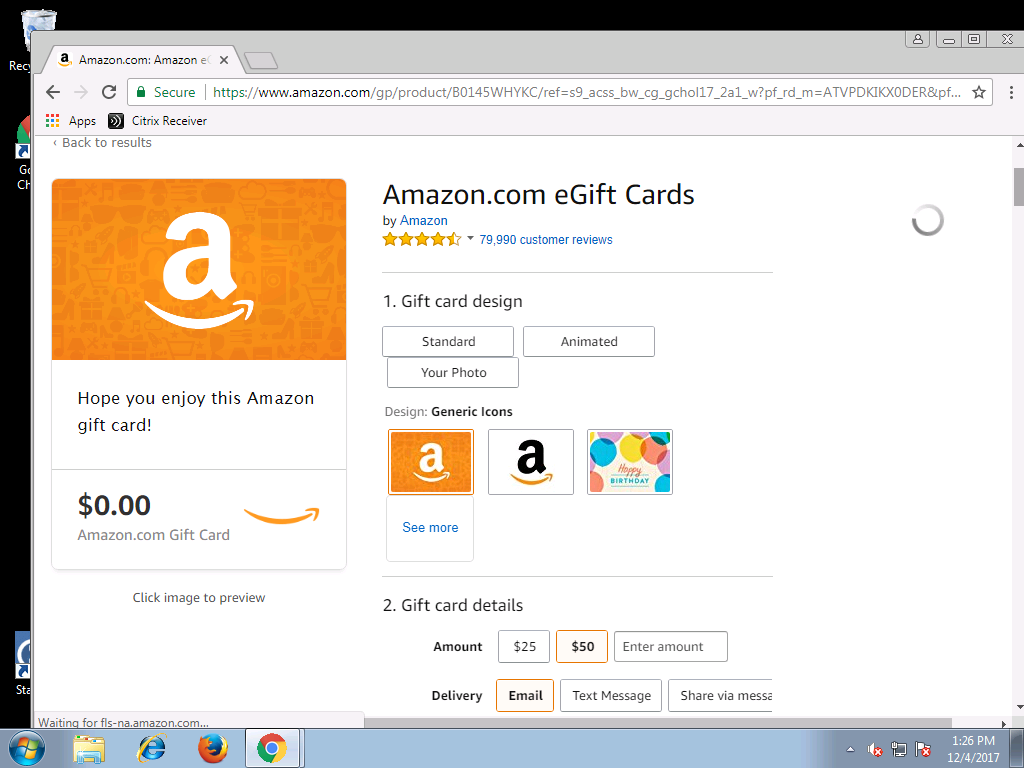 Recy
Amazon.com: Amazon eG
Secure
https://www.amazon.com/gp/product/B0145WHYKC/ref=s9_acss_bw_cg_gchol17_2a1_w?pf_rd_m=ATVPDKIKX0DER&pf...
Apps
Citrix Receiver
‹ Back to results
Go
Ch
a
Hope you enjoy this Amazon
gift card!
$0.00
Amazon.com Gift Card
Click image to preview
Amazon.com eGift Cards
by Amazon
79,990 customer reviews
1. Gift card design
Standard
Animated
Your Photo
Design: Generic Icons
a
a
Happy
BIRTHDAY
See more
2. Gift card details
Amount
$25
$50
Enter amount
Delivery
Email
Text Message
Share via messa
Sta
Waiting for fls-na.amazon.com...
1:26 PM
12/4/2017